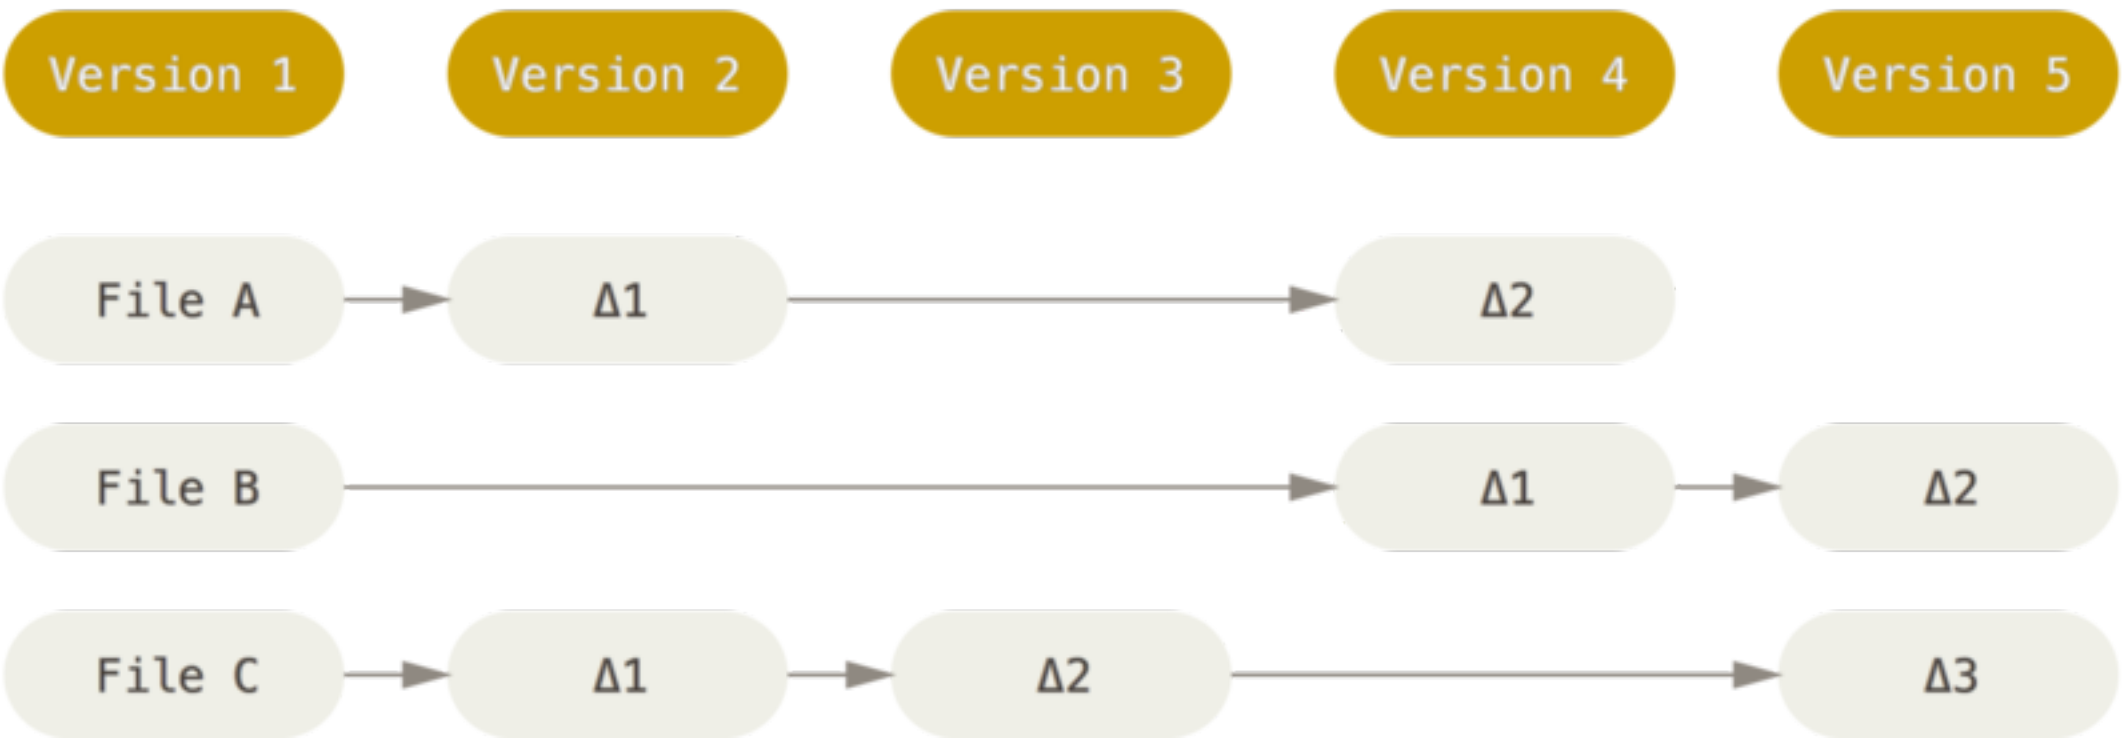 Version 1 Version 2 Version 3 Version 4 Version 5
File A Δ1 Δ2
File B Δ1 Δ2
File C Δ1 Δ2 Δ3